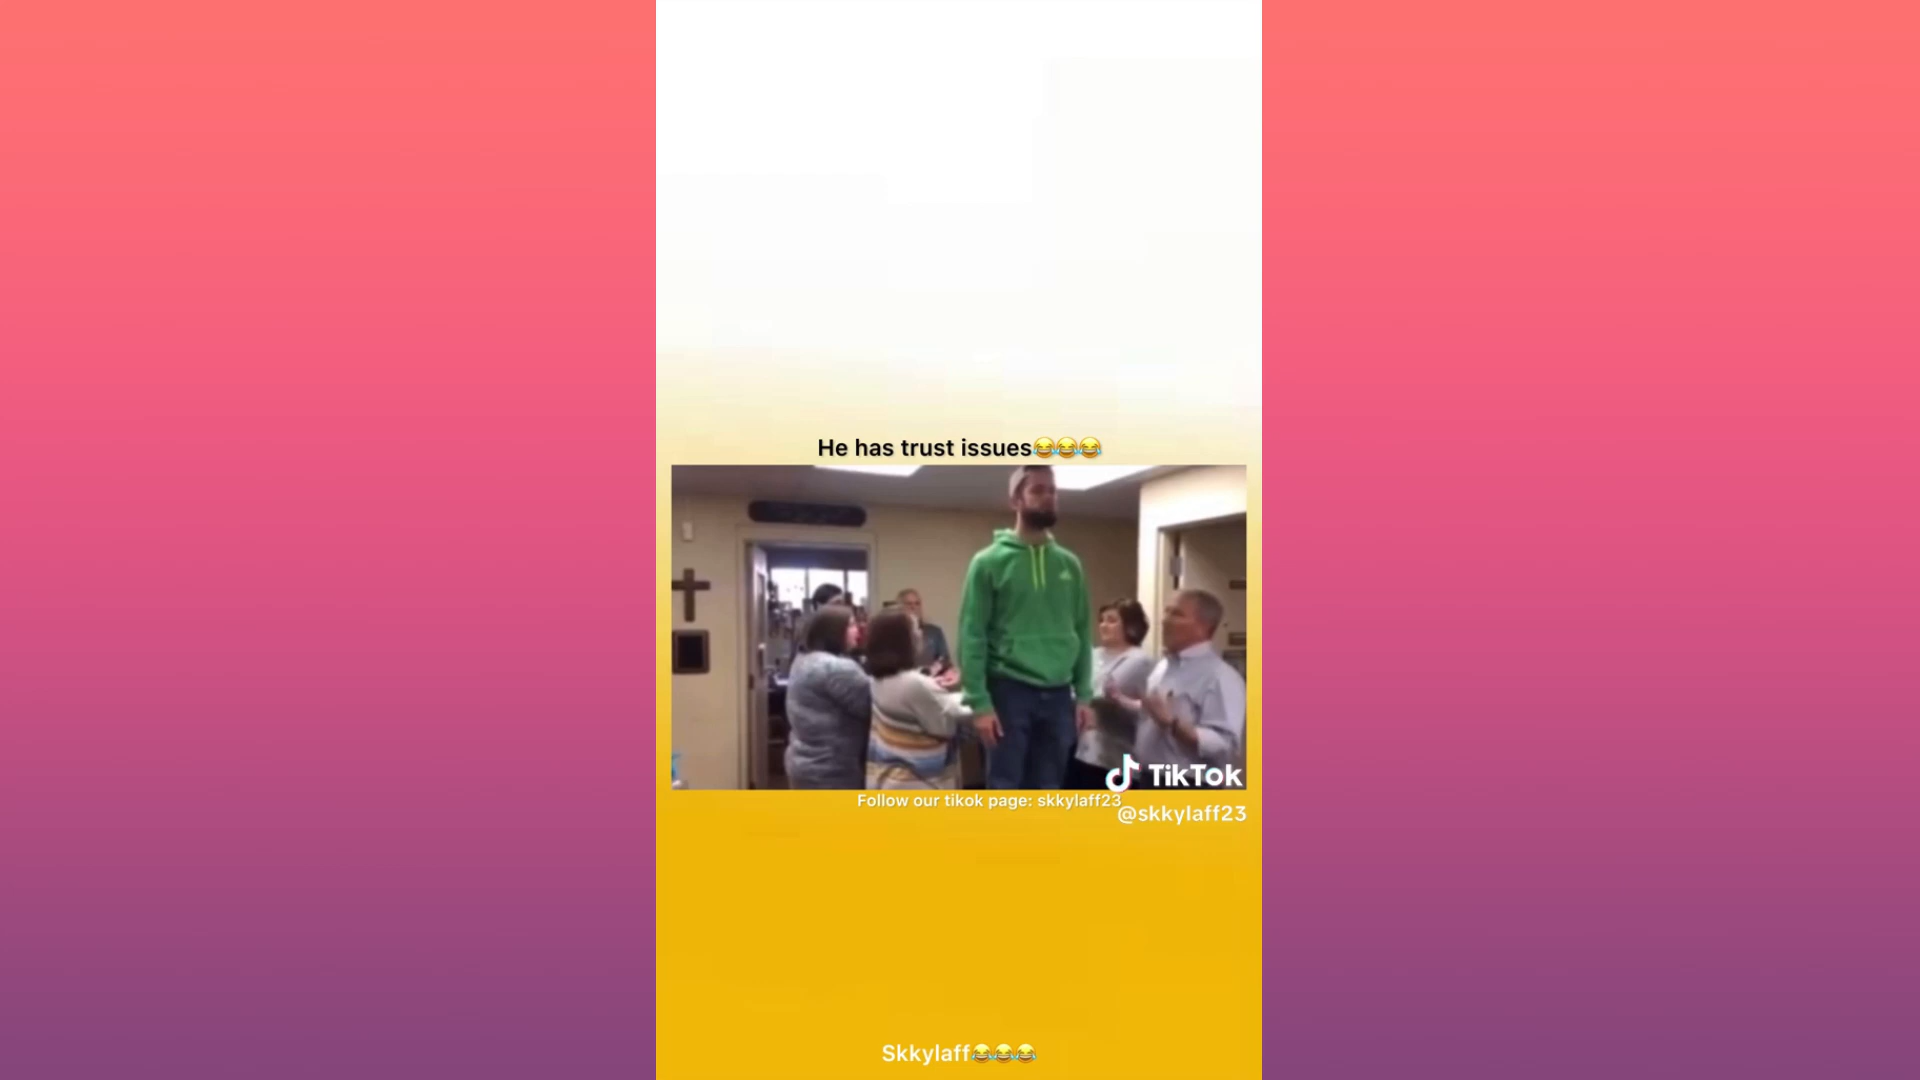 He has trust issues😂😂😂
TikTok
Follow our tikok page: skkylaff23
@skkylaff23
Skkylaff😂😂😂